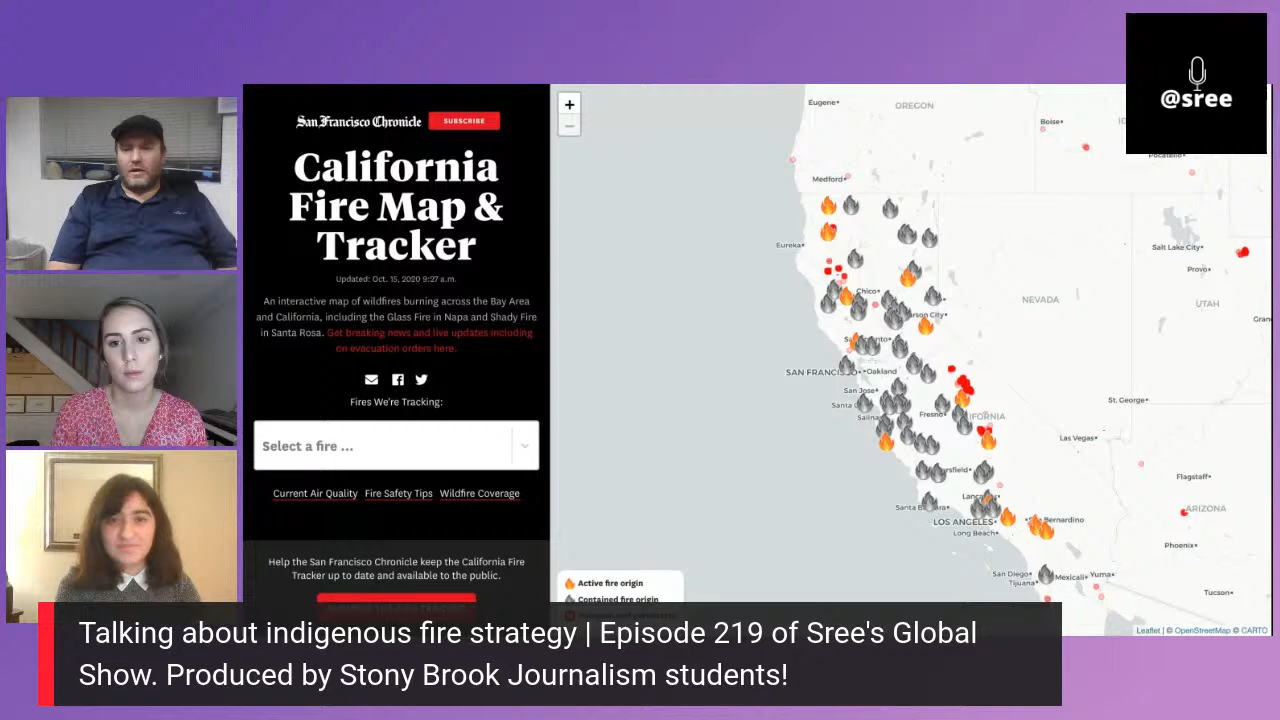 @sree
San Francisco Chronicle
SUBSCRIBE
California
Fire Map &
Tracker
Updated: Oct. 15, 2020 9:27 a.m.
An interactive map of wildfires burning across the Bay Area
and California, including the Glass Fire in Napa and Shady Fire
in Santa Rosa. Get breaking news and live updates including
on evacuation orders here.
Fires We're Tracking:
Select a fire ...
Current Air Quality Fire Safety Tips Wildfire Coverage
Help the San Francisco Chronicle keep the California Fire
Tracker up to date and available to the public.
+
−
Eugene
OREGON
Boise
Pocatello
Medford
Eureka
Salt Lake City
Provo
Chico
NEVADA
UTAH
SAN FRANCISCO
Oakland
San Jose
Fresno
St. George
Las Vegas
Flagstaff
LOS ANGELES
Long Beach
ARIZONA
Phoenix
San Diego
Tijuana
Mexicali
Yuma
Tucson
Active fire origin
Contained fire origin
Leaflet | © OpenStreetMap © CARTO
Talking about indigenous fire strategy | Episode 219 of Sree's Global
Show. Produced by Stony Brook Journalism students!